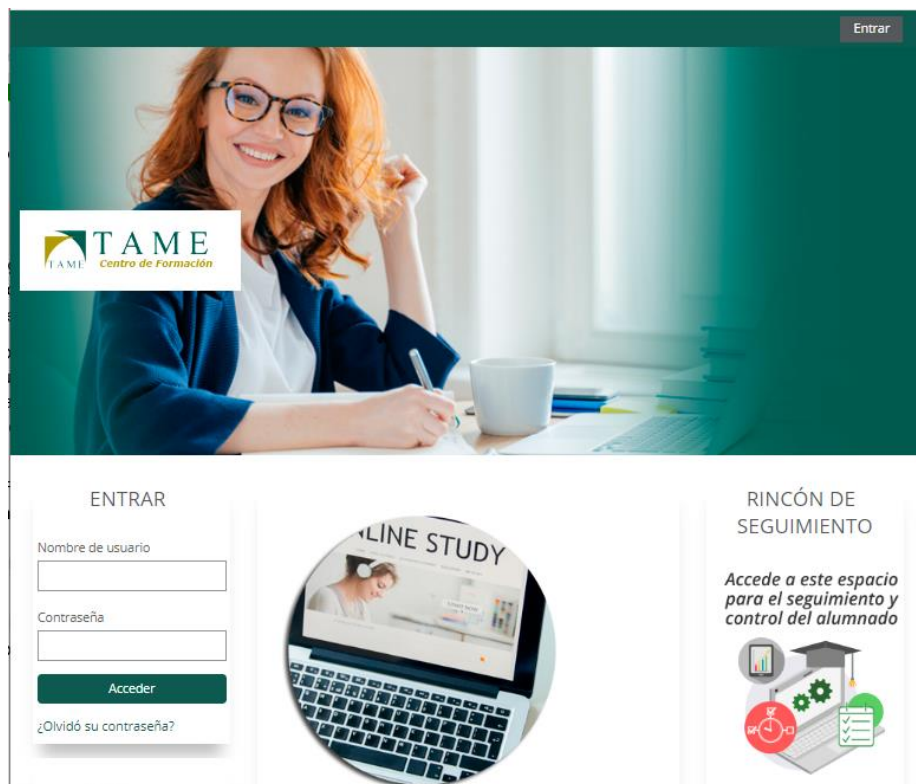 Entrar
TAME
TAME
Centro de Formación
ENTRAR
Nombre de usuario
Contraseña
Acceder
¿Olvidó su contraseña?
NLINE STUDY
RINCÓN DE
SEGUIMIENTO
Accede a este espacio
para el seguimiento y
control del alumnado